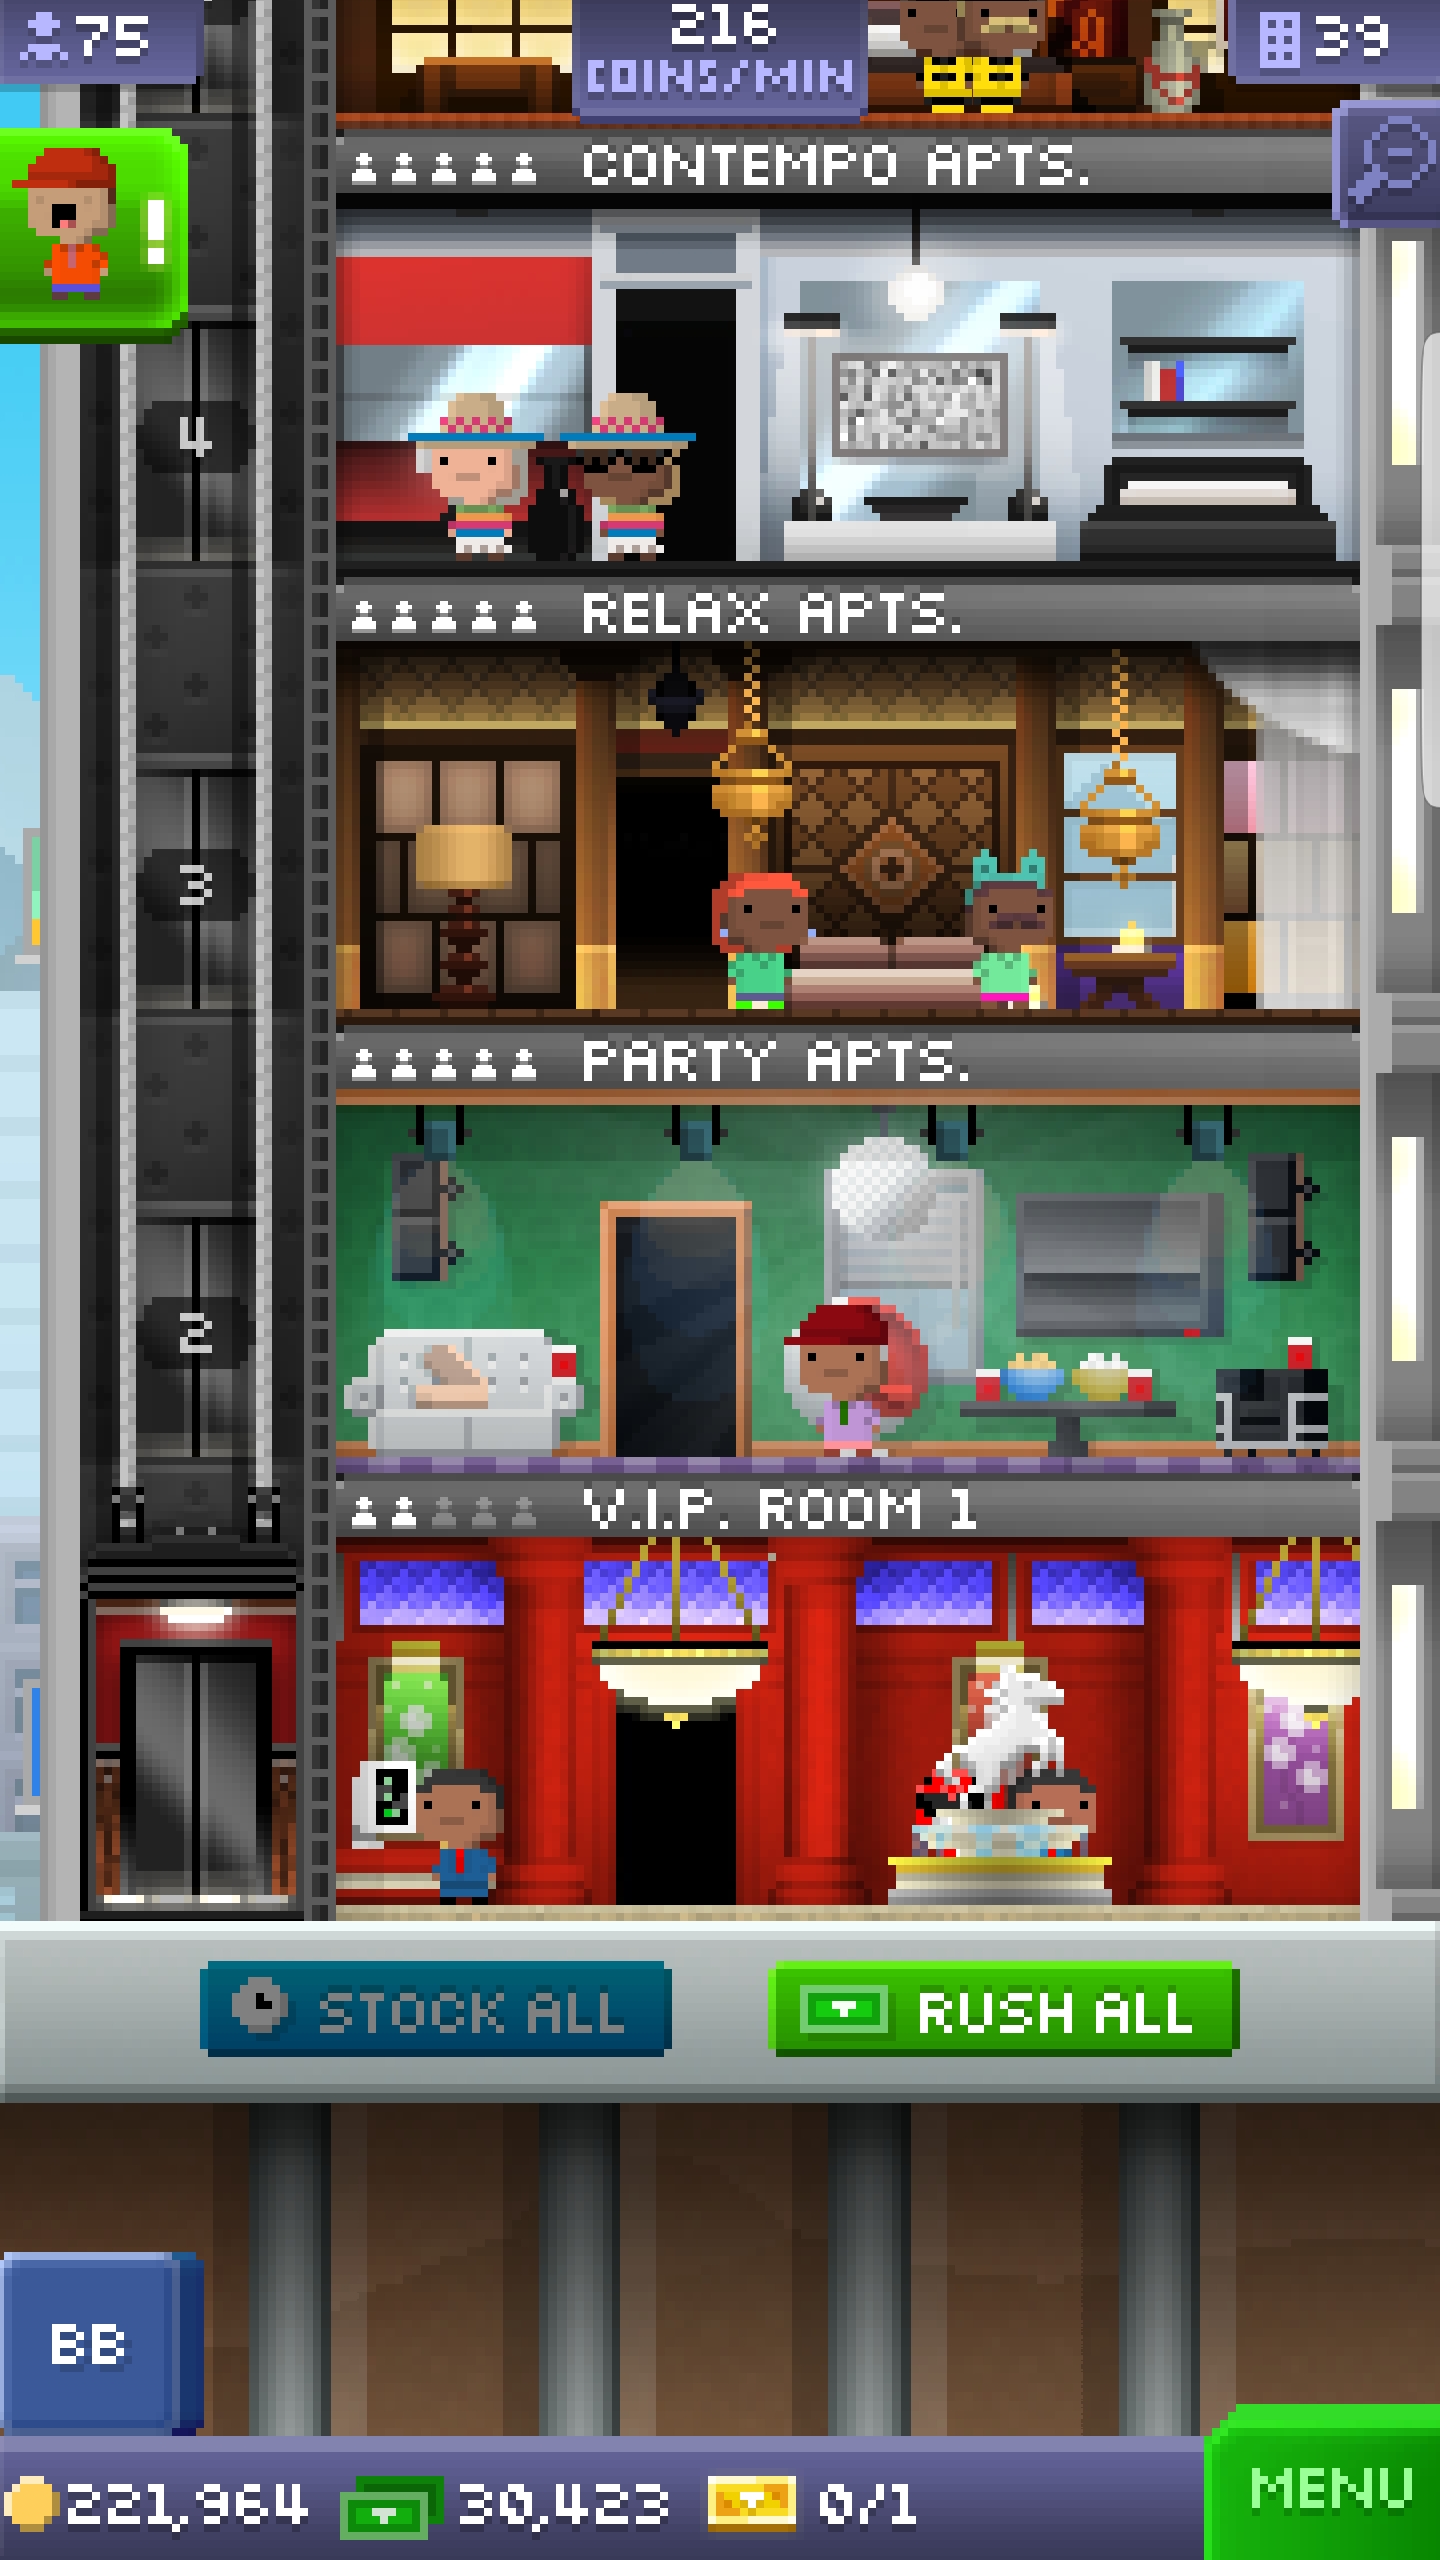 75
216
COINS/MIN
39
!
CONTEMPO APTS.
4
RELAX APTS.
3
PARTY APTS.
2
V.I.P. ROOM 1
STOCK ALL
RUSH ALL
BB
221,964
30,423
0/1
MENU